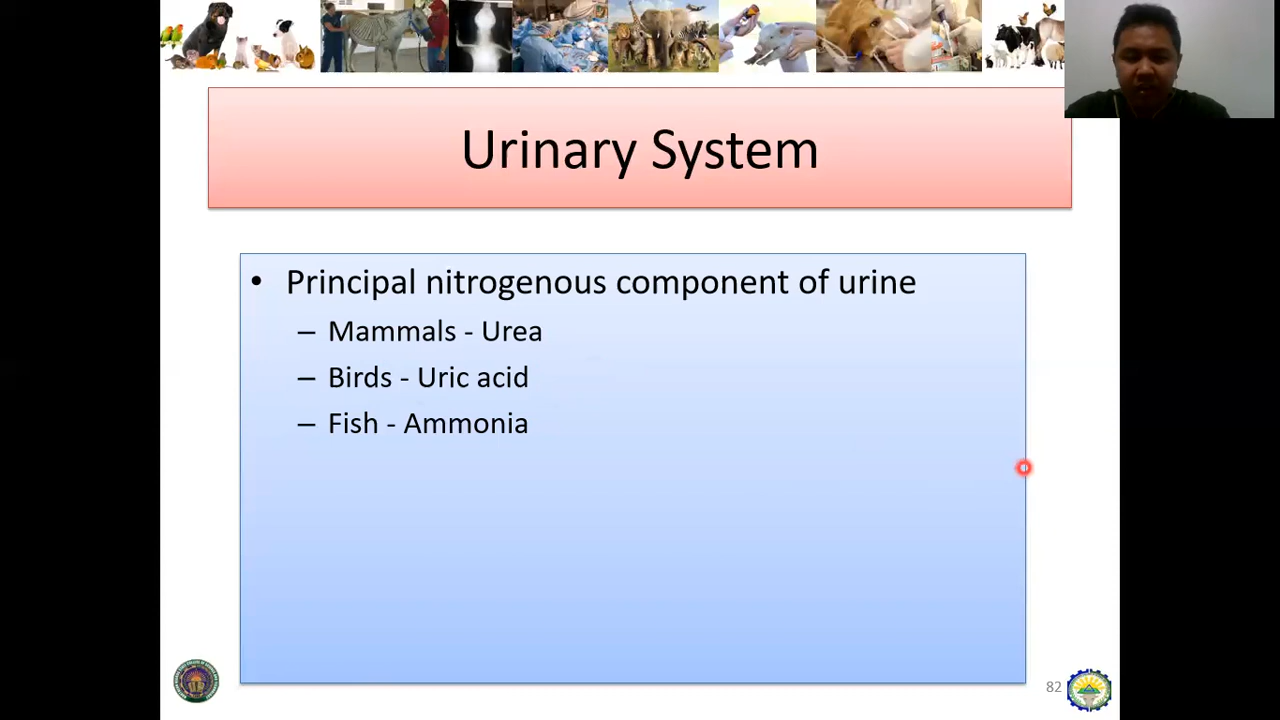 Urinary System
• Principal nitrogenous component of urine
– Mammals - Urea
– Birds - Uric acid
– Fish - Ammonia
82